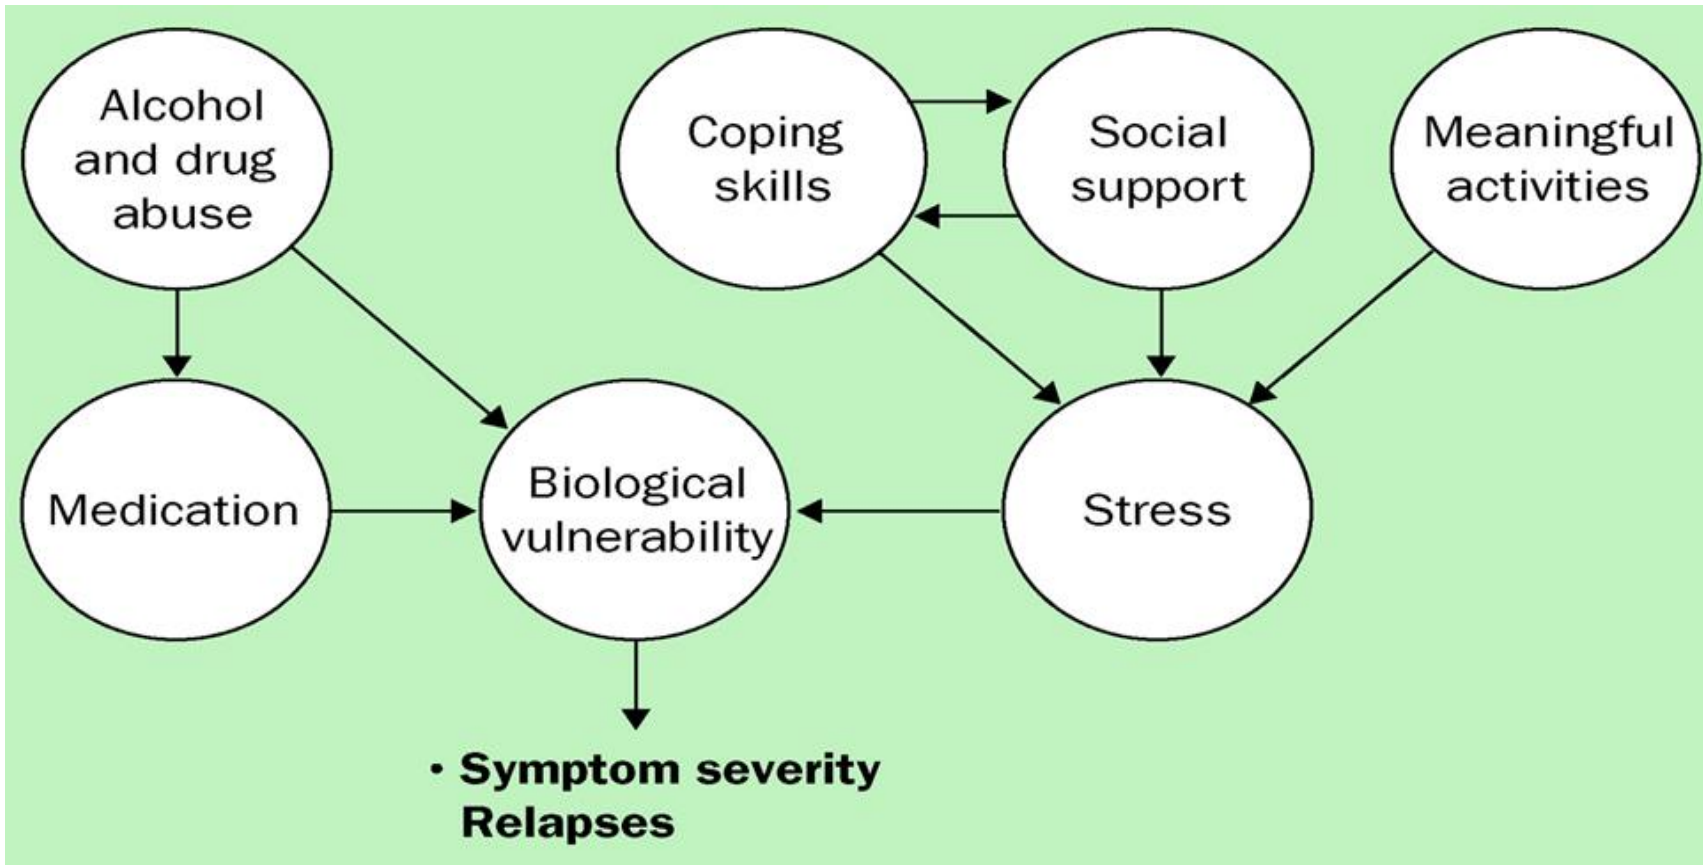 Alcohol
and drug
abuse
Coping
skills
Social
support
Meaningful
activities
Medication
Biological
vulnerability
Stress
• Symptom severity
Relapses